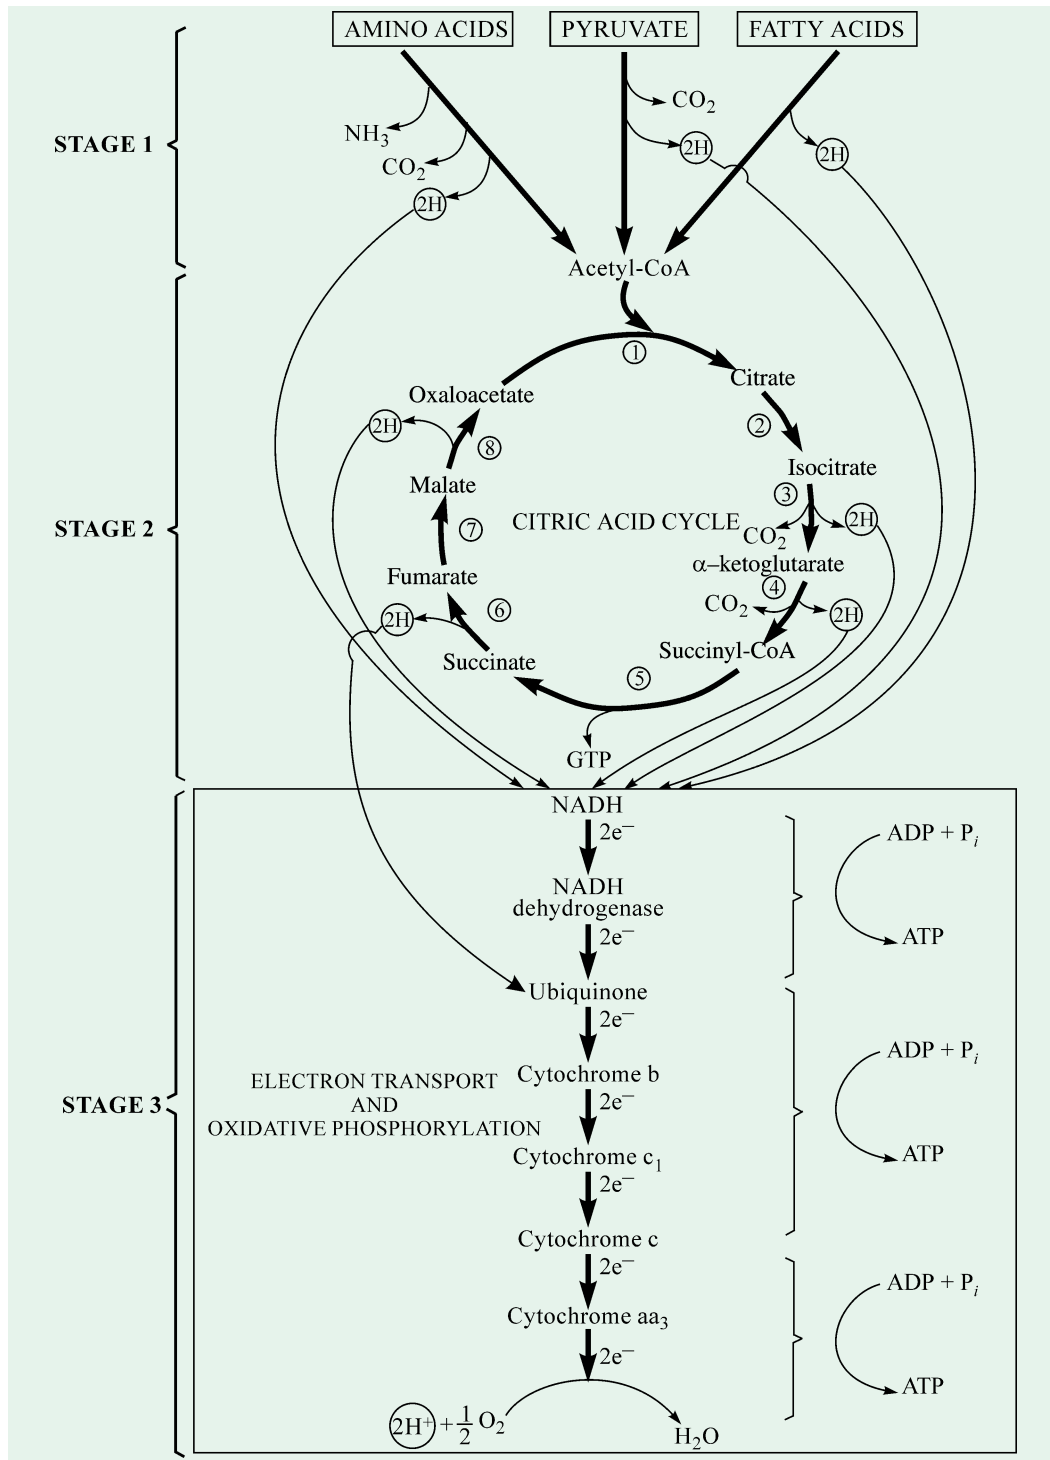 AMINO ACIDS
PYRUVATE
FATTY ACIDS
STAGE 1
NH₃
CO₂
2H
CO₂
2H
2H
Acetyl-CoA
STAGE 2
①
Oxaloacetate
Citrate
2H
⑧
②
Malate
Isocitrate
③
⑦
CITRIC ACID CYCLE
CO₂
2H
α–ketoglutarate
Fumarate
④
CO₂
2H
2H
⑥
Succinate
Succinyl-CoA
⑤
GTP
STAGE 3
NADH
2e⁻
NADH
dehydrogenase
2e⁻
Ubiquinone
2e⁻
Cytochrome b
2e⁻
Cytochrome c₁
2e⁻
Cytochrome c
2e⁻
Cytochrome aa₃
2e⁻
2H⁺ + 1/2 O₂
H₂O
ELECTRON TRANSPORT
AND
OXIDATIVE PHOSPHORYLATION
ADP + Pᵢ
ATP
ADP + Pᵢ
ATP
ADP + Pᵢ
ATP